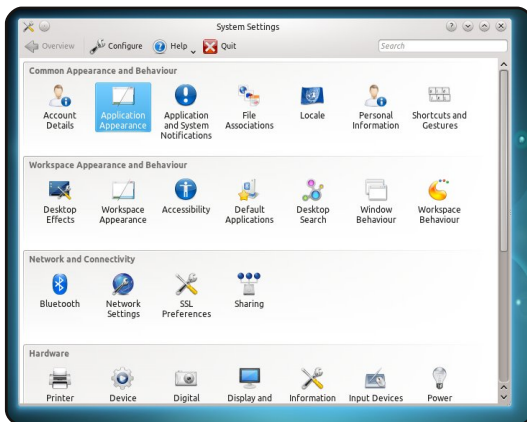 System Settings
Overview Configure Help Quit Search
Common Appearance and Behaviour
Account Details
Application Appearance
Application and System Notifications
File Associations
Locale
Personal Information
Shortcuts and Gestures
Workspace Appearance and Behaviour
Desktop Effects
Workspace Appearance
Accessibility
Default Applications
Desktop Search
Window Behaviour
Workspace Behaviour
Network and Connectivity
Bluetooth
Network Settings
SSL Preferences
Sharing
Hardware
Printer
Device
Digital
Display and
Information
Input Devices
Power